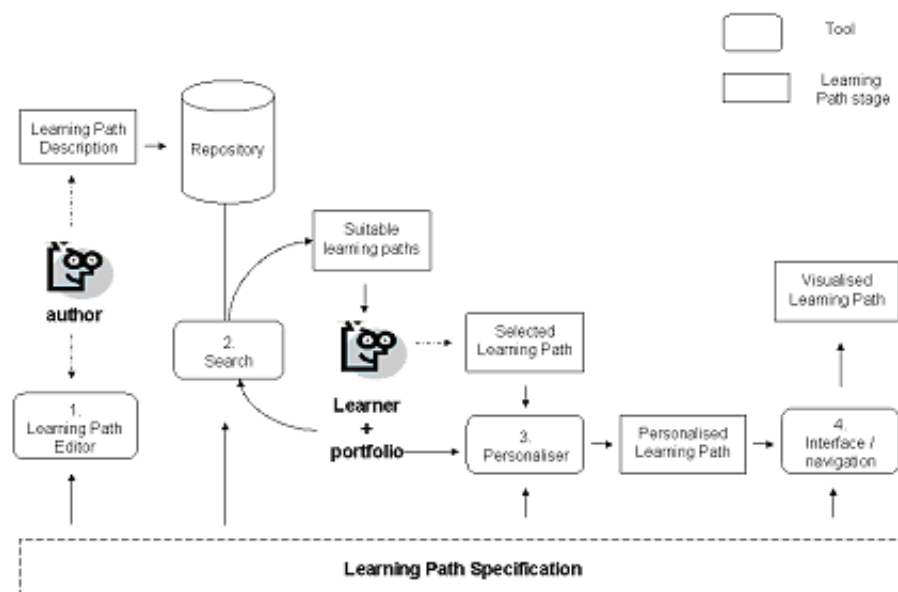 Tool
Learning
Path stage
Learning Path
Description
Repository
Suitable
learning paths
Visualised
Learning Path
author
2.
Search
Selected
Learning Path
1.
Learning Path
Editor
Learner
+
portfolio
3.
Personaliser
Personalised
Learning Path
4.
Interface /
navigation
Learning Path Specification